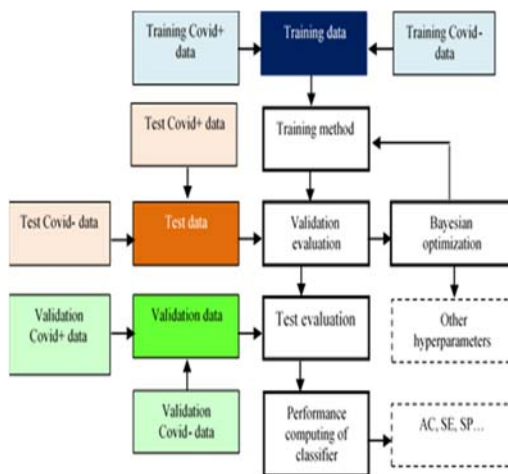 Training Covid+
data
Training data
Training Covid-
data
Test Covid+ data
Training method
Test Covid- data
Test data
Validation
evaluation
Bayesian
optimization
Validation
Covid+ data
Validation data
Test evaluation
Other
hyperparameters
Validation
Covid- data
Performance
computing of
classifier
AC, SE, SP...